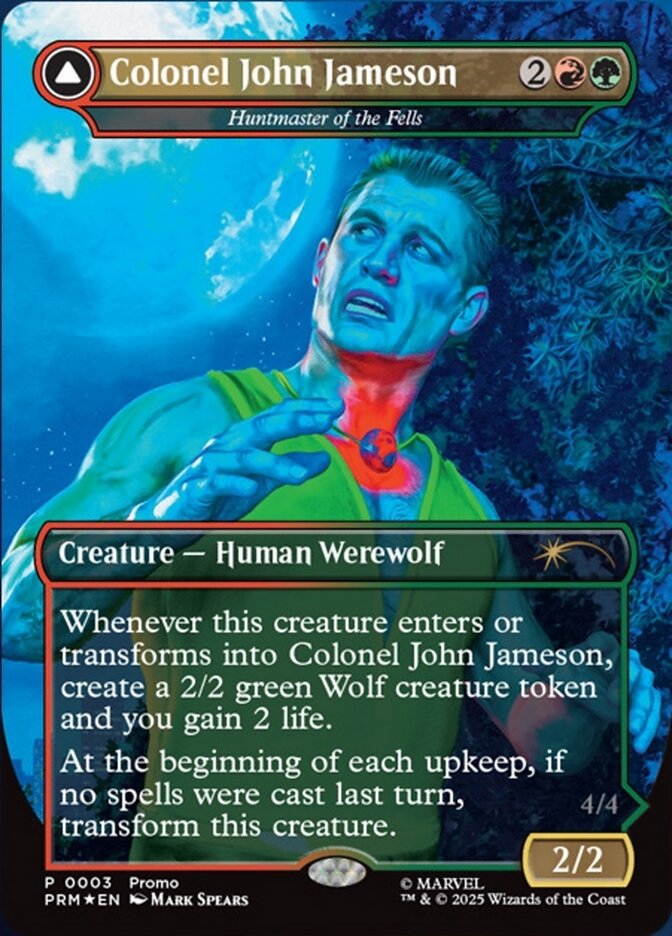 Colonel John Jameson 2
Huntmaster of the Fells
Creature — Human Werewolf
Whenever this creature enters or
transforms into Colonel John Jameson,
create a 2/2 green Wolf creature token
and you gain 2 life.
At the beginning of each upkeep, if
no spells were cast last turn,
transform this creature.
4/4
2/2
P 0003 Promo
PRM★EN Mark Spears
© MARVEL
™ & © 2025 Wizards of the Coast